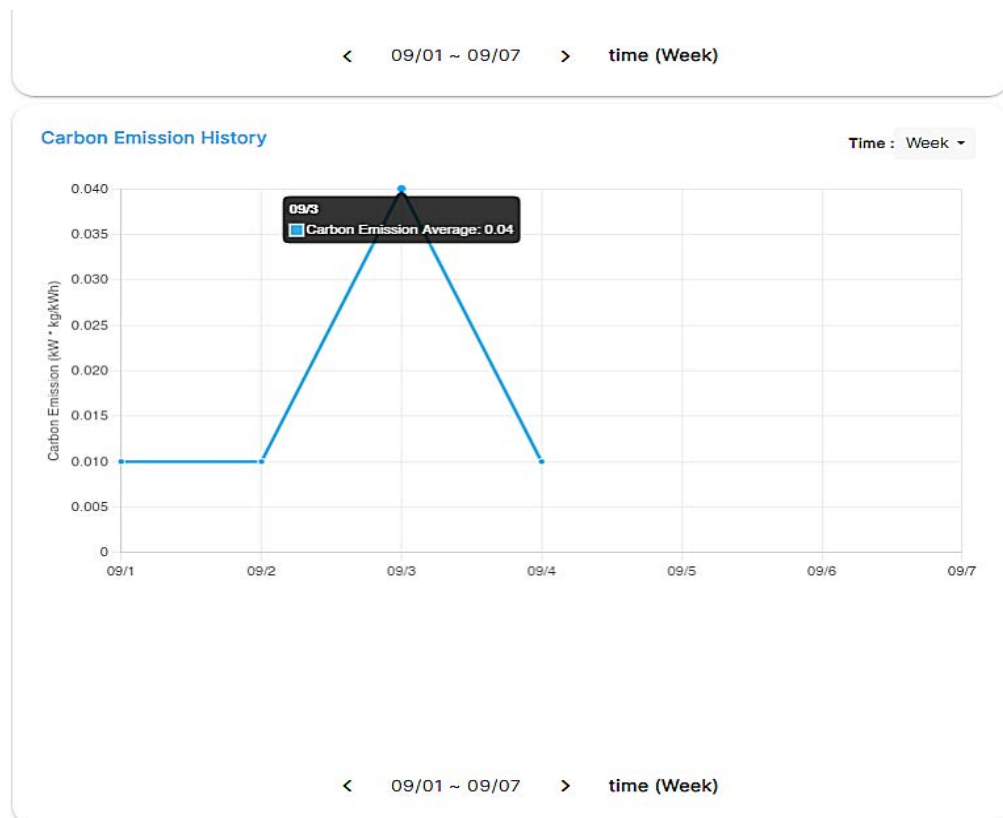 < 09/01 ~ 09/07 > time (Week)
Carbon Emission History
Time : Week
0.040
09/3
Carbon Emission Average: 0.04
0.035
0.030
0.025
0.020
0.015
0.010
0.005
0
Carbon Emission (kW * kg/kWh)
09/1 09/2 09/3 09/4 09/5 09/6 09/7
< 09/01 ~ 09/07 > time (Week)